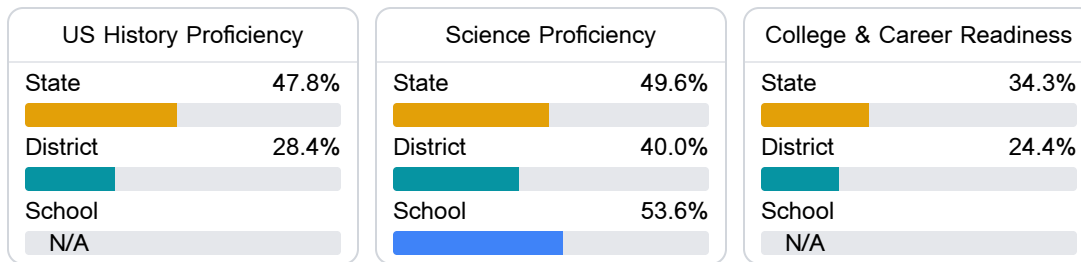 US History Proficiency
State 47.8%
District 28.4%
School
N/A
Science Proficiency
State 49.6%
District 40.0%
School 53.6%
College & Career Readiness
State 34.3%
District 24.4%
School
N/A